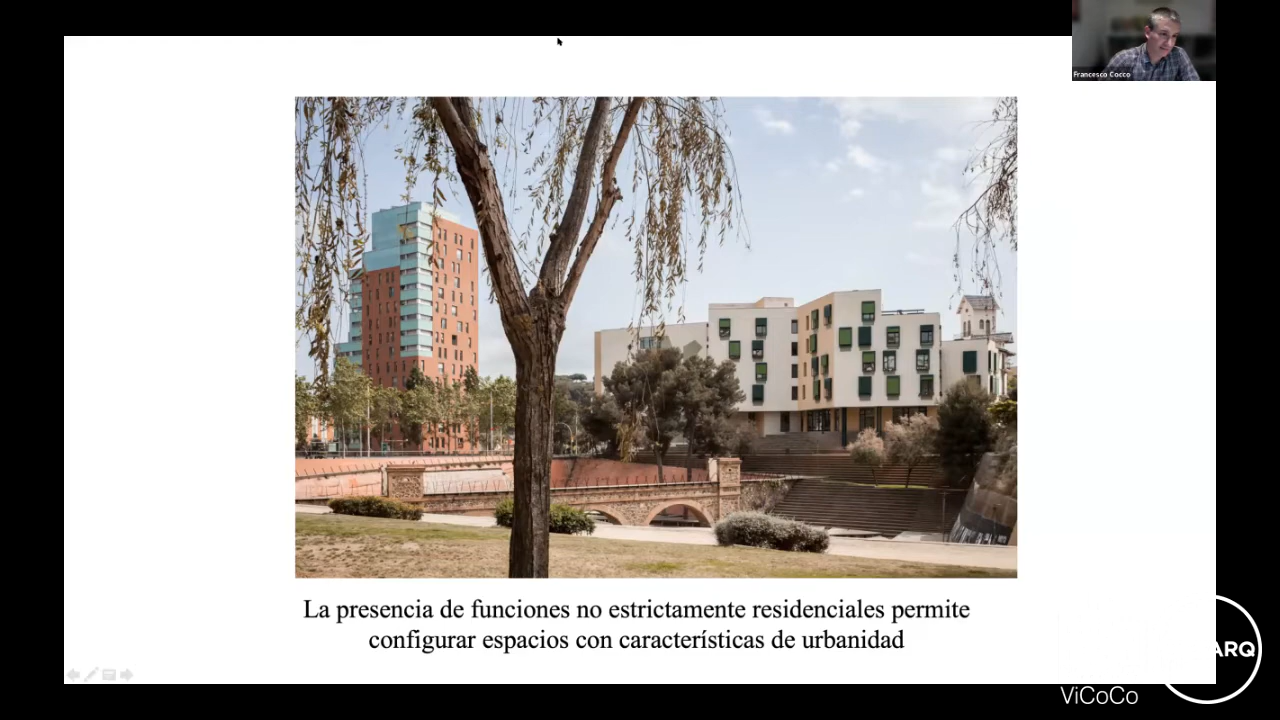 Francesco Cocco
La presencia de funciones no estrictamente residenciales permite
configurar espacios con características de urbanidad
ARQ
ViCoCo